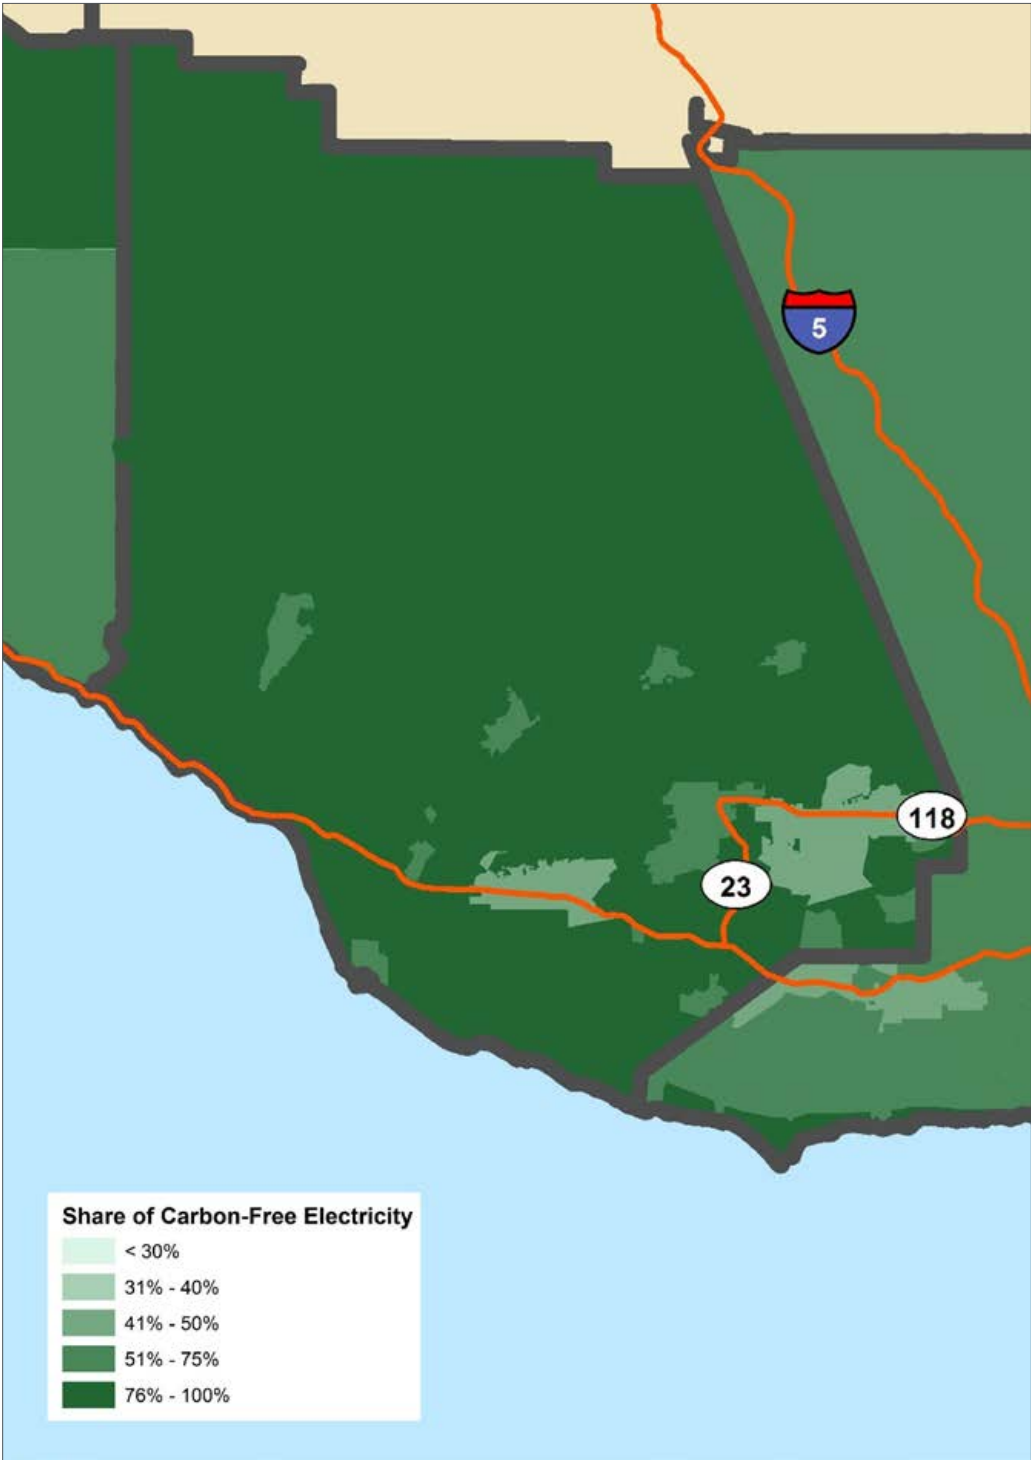 5
118
23
Share of Carbon-Free Electricity
< 30%
31% - 40%
41% - 50%
51% - 75%
76% - 100%